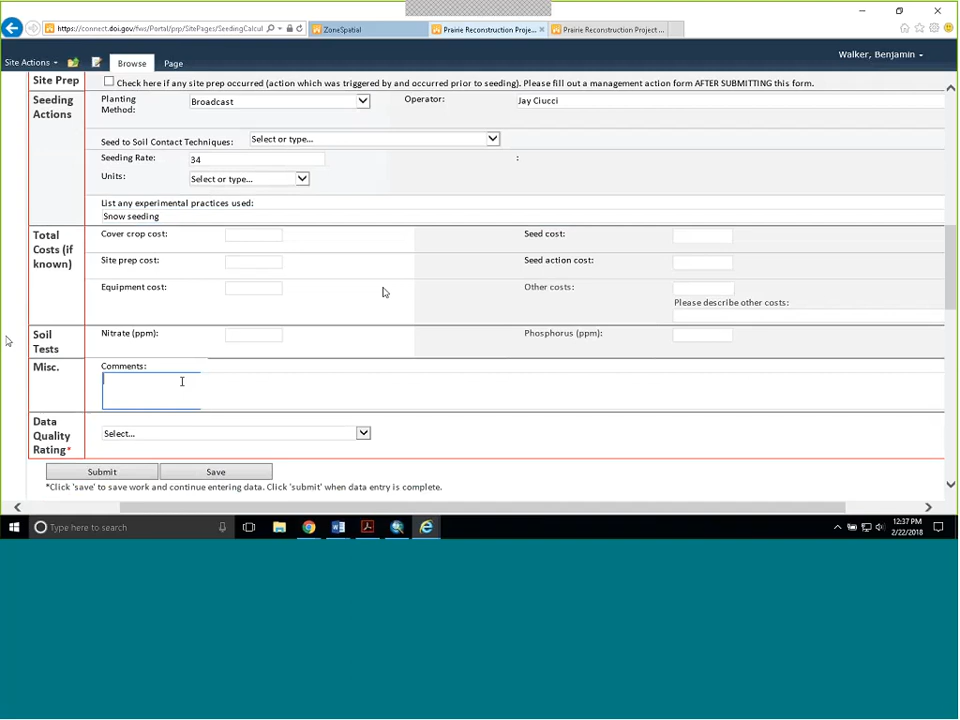 https://connect.doi.gov/fws/Portal/prp/SitePages/SeedingCalcul
ZoneSpatial
Prairie Reconstruction Proje...
Prairie Reconstruction Project ...
Walker, Benjamin
Site Actions
Browse
Page
Site Prep
Check here if any site prep occurred (action which was triggered by and occurred prior to seeding). Please fill out a management action form AFTER SUBMITTING this form.
Seeding Actions
Planting Method:
Broadcast
Operator:
Jay Ciucci
Seed to Soil Contact Techniques:
Select or type...
Seeding Rate:
34
:
Units:
Select or type...
List any experimental practices used:
Snow seeding
Total Costs (if known)
Cover crop cost:
Seed cost:
Site prep cost:
Seed action cost:
Equipment cost:
Other costs:
Please describe other costs:
Soil Tests
Nitrate (ppm):
Phosphorus (ppm):
Misc.
Comments:
Data Quality Rating*
Select...
Submit
Save
*Click 'save' to save work and continue entering data. Click 'submit' when data entry is complete.
Type here to search
12:37 PM
2/22/2018